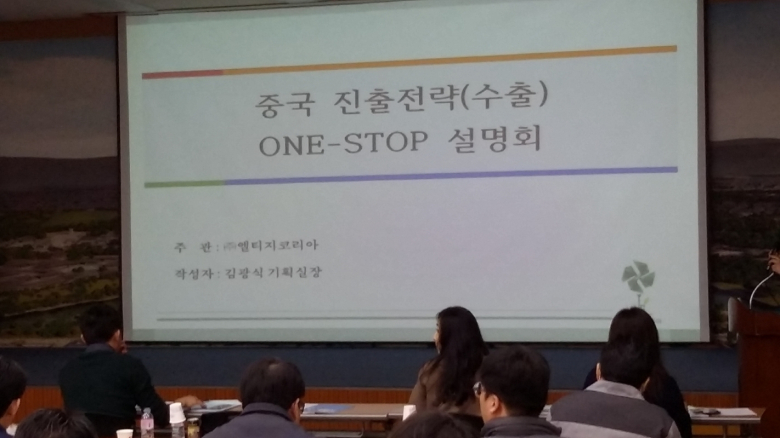 중국 진출전략(수출)
ONE-STOP 설명회
주 관 : ㈜엘티지코리아
작성자 : 김광식 기획실장